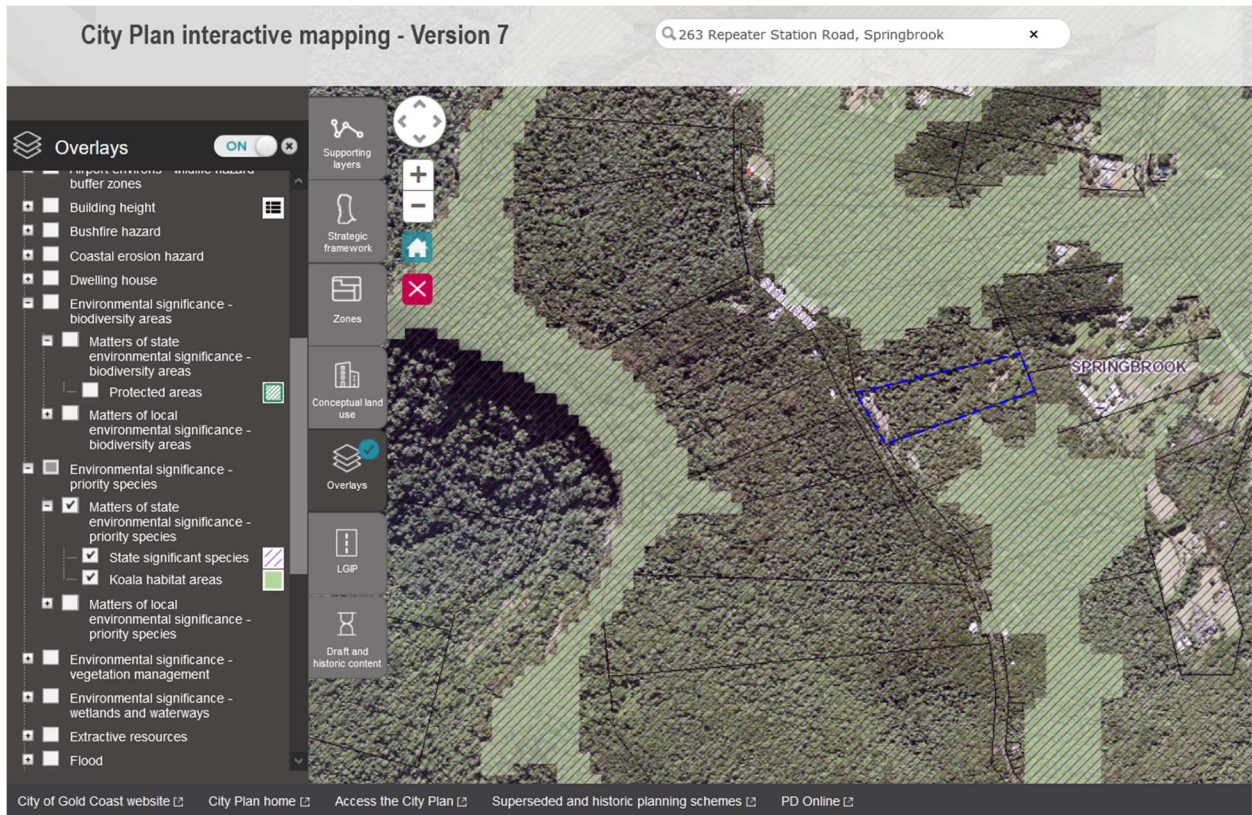 City Plan interactive mapping - Version 7
263 Repeater Station Road, Springbrook
Overlays
ON
Airport environs - wildlife hazard
buffer zones
Building height
Bushfire hazard
Coastal erosion hazard
Dwelling house
Environmental significance -
biodiversity areas
Matters of state
environmental significance -
biodiversity areas
Protected areas
Matters of local
environmental significance -
biodiversity areas
Environmental significance -
priority species
Matters of state
environmental significance -
priority species
State significant species
Koala habitat areas
Matters of local
environmental significance -
priority species
Environmental significance -
vegetation management
Environmental significance -
wetlands and waterways
Extractive resources
Flood
Supporting
layers
Strategic
framework
Zones
Conceptual land
use
Overlays
LGIP
Draft and
historic content
SPRINGBROOK
City of Gold Coast website
City Plan home
Access the City Plan
Superseded and historic planning schemes
PD Online